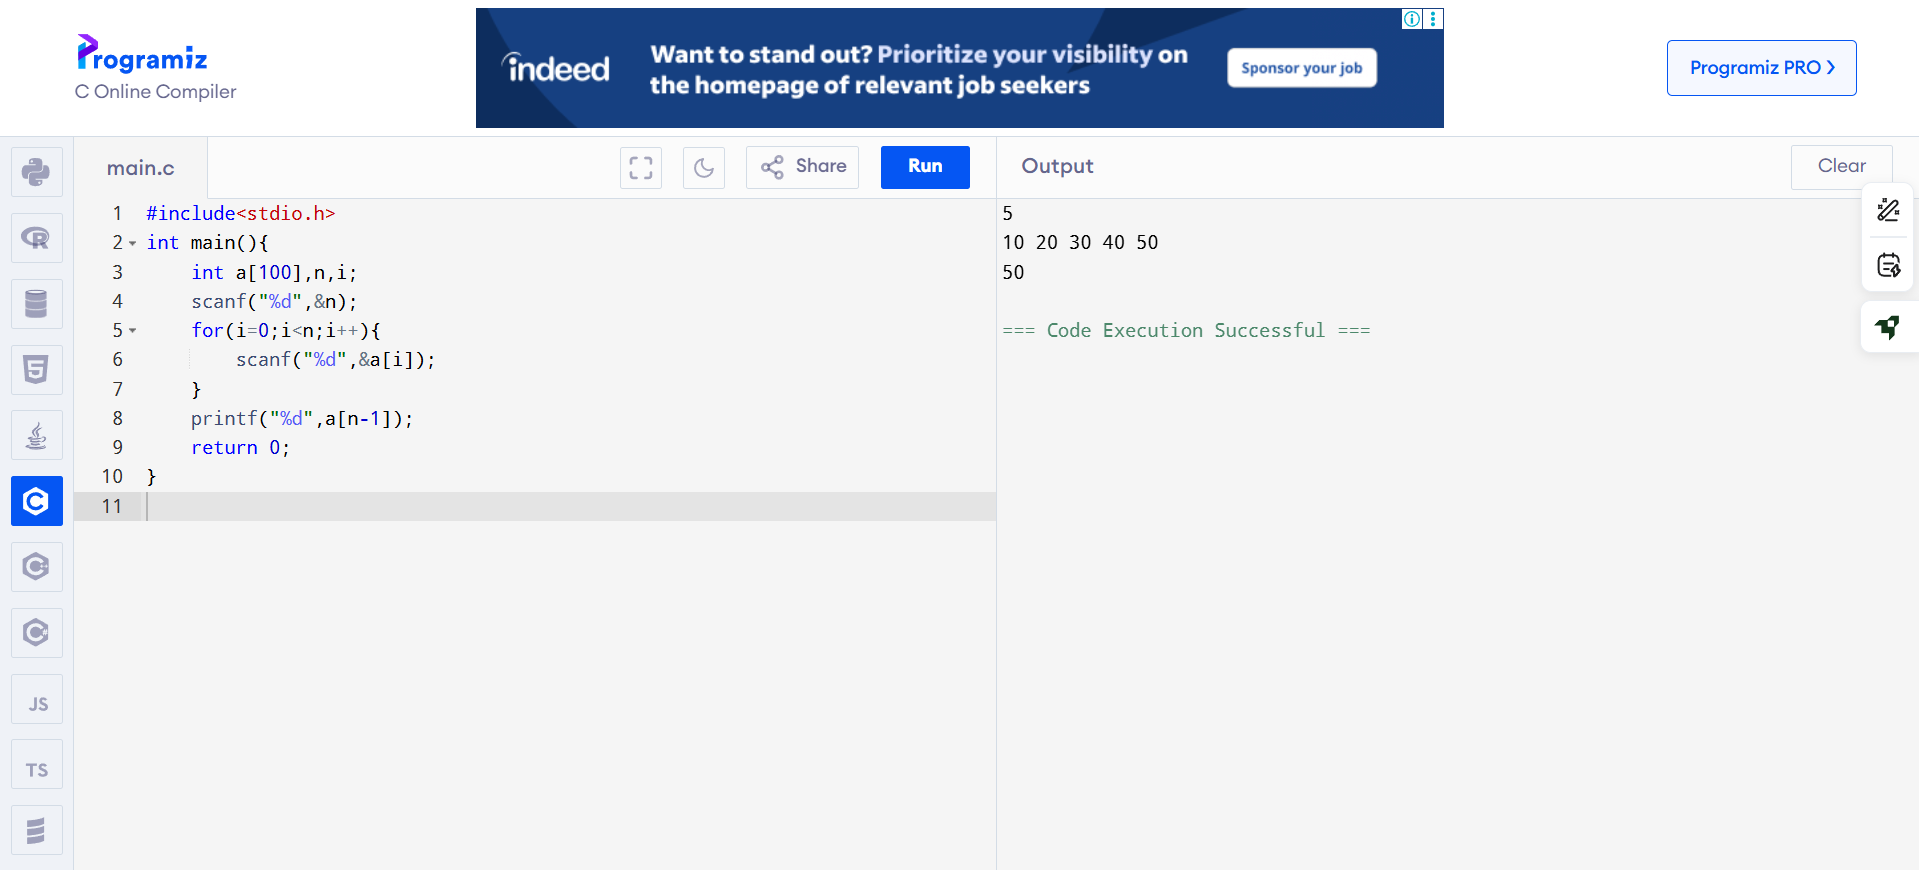 Programiz
C Online Compiler
indeed
Want to stand out? Prioritize your visibility on
the homepage of relevant job seekers
Sponsor your job
Programiz PRO ❯
main.c
Share
Run
Output
Clear
1 #include<stdio.h>
2 int main(){
3     int a[100],n,i;
4     scanf("%d",&n);
5     for(i=0;i<n;i++){
6         scanf("%d",&a[i]);
7     }
8     printf("%d",a[n-1]);
9     return 0;
10 }
11
5
10 20 30 40 50
50
=== Code Execution Successful ===
R
5
C
C
C#
JS
TS